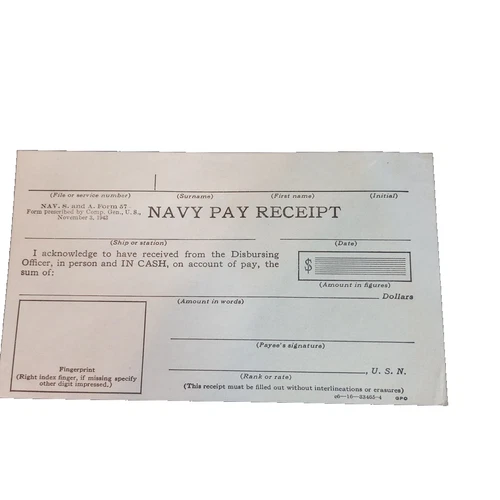 (File or service number) (Surname) (First name) (Initial)
NAV. S. and A. Form 57
Form prescribed by Comp. Gen., U. S.,
November 2, 1942
NAVY PAY RECEIPT
(Ship or station) (Date)
I acknowledge to have received from the Disbursing
Officer, in person and IN CASH, on account of pay, the
sum of:
$
(Amount in figures)
Dollars
(Amount in words)
(Payee's signature)
Fingerprint
(Right index finger, if missing specify
other digit impressed.)
, U. S. N.
(Rank or rate)
(This receipt must be filled out without interlineations or erasures)
GPO